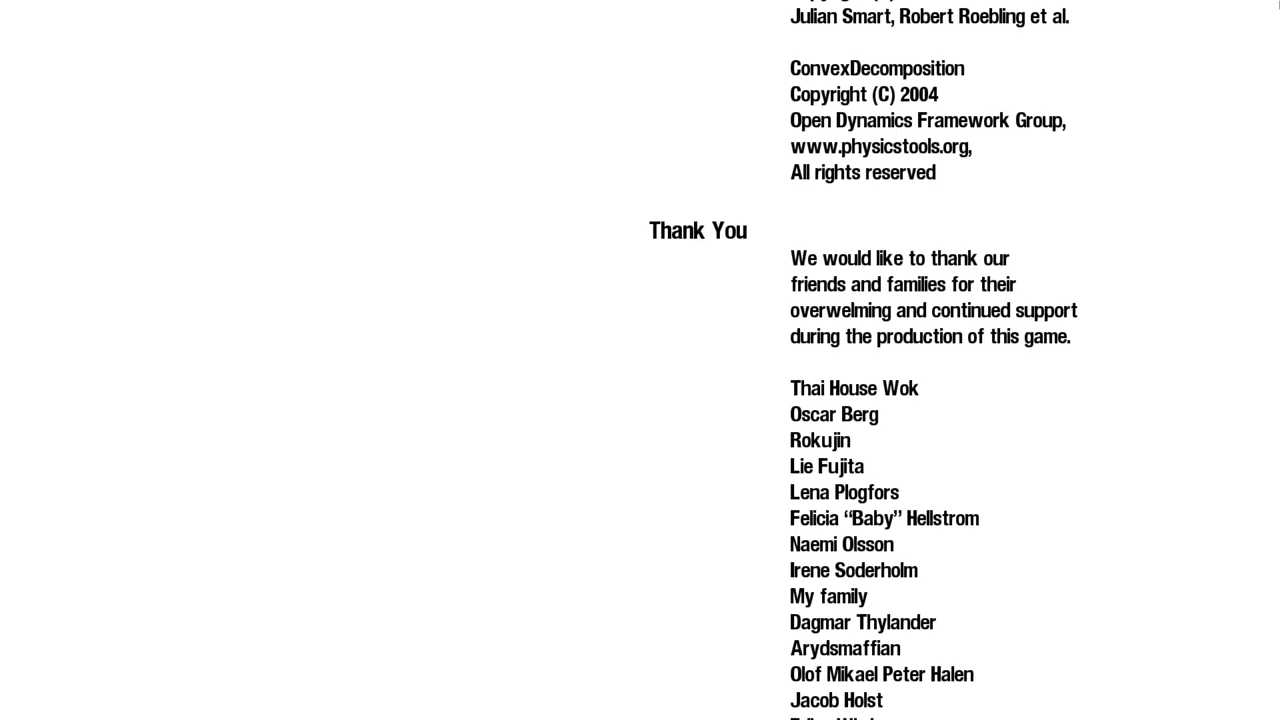 Julian Smart, Robert Roebling et al.
ConvexDecomposition
Copyright (C) 2004
Open Dynamics Framework Group,
www.physicstools.org,
All rights reserved
Thank You
We would like to thank our
friends and families for their
overwelming and continued support
during the production of this game.
Thai House Wok
Oscar Berg
Rokujin
Lie Fujita
Lena Plogfors
Felicia “Baby” Hellstrom
Naemi Olsson
Irene Soderholm
My family
Dagmar Thylander
Arydsmaffian
Olof Mikael Peter Halen
Jacob Holst